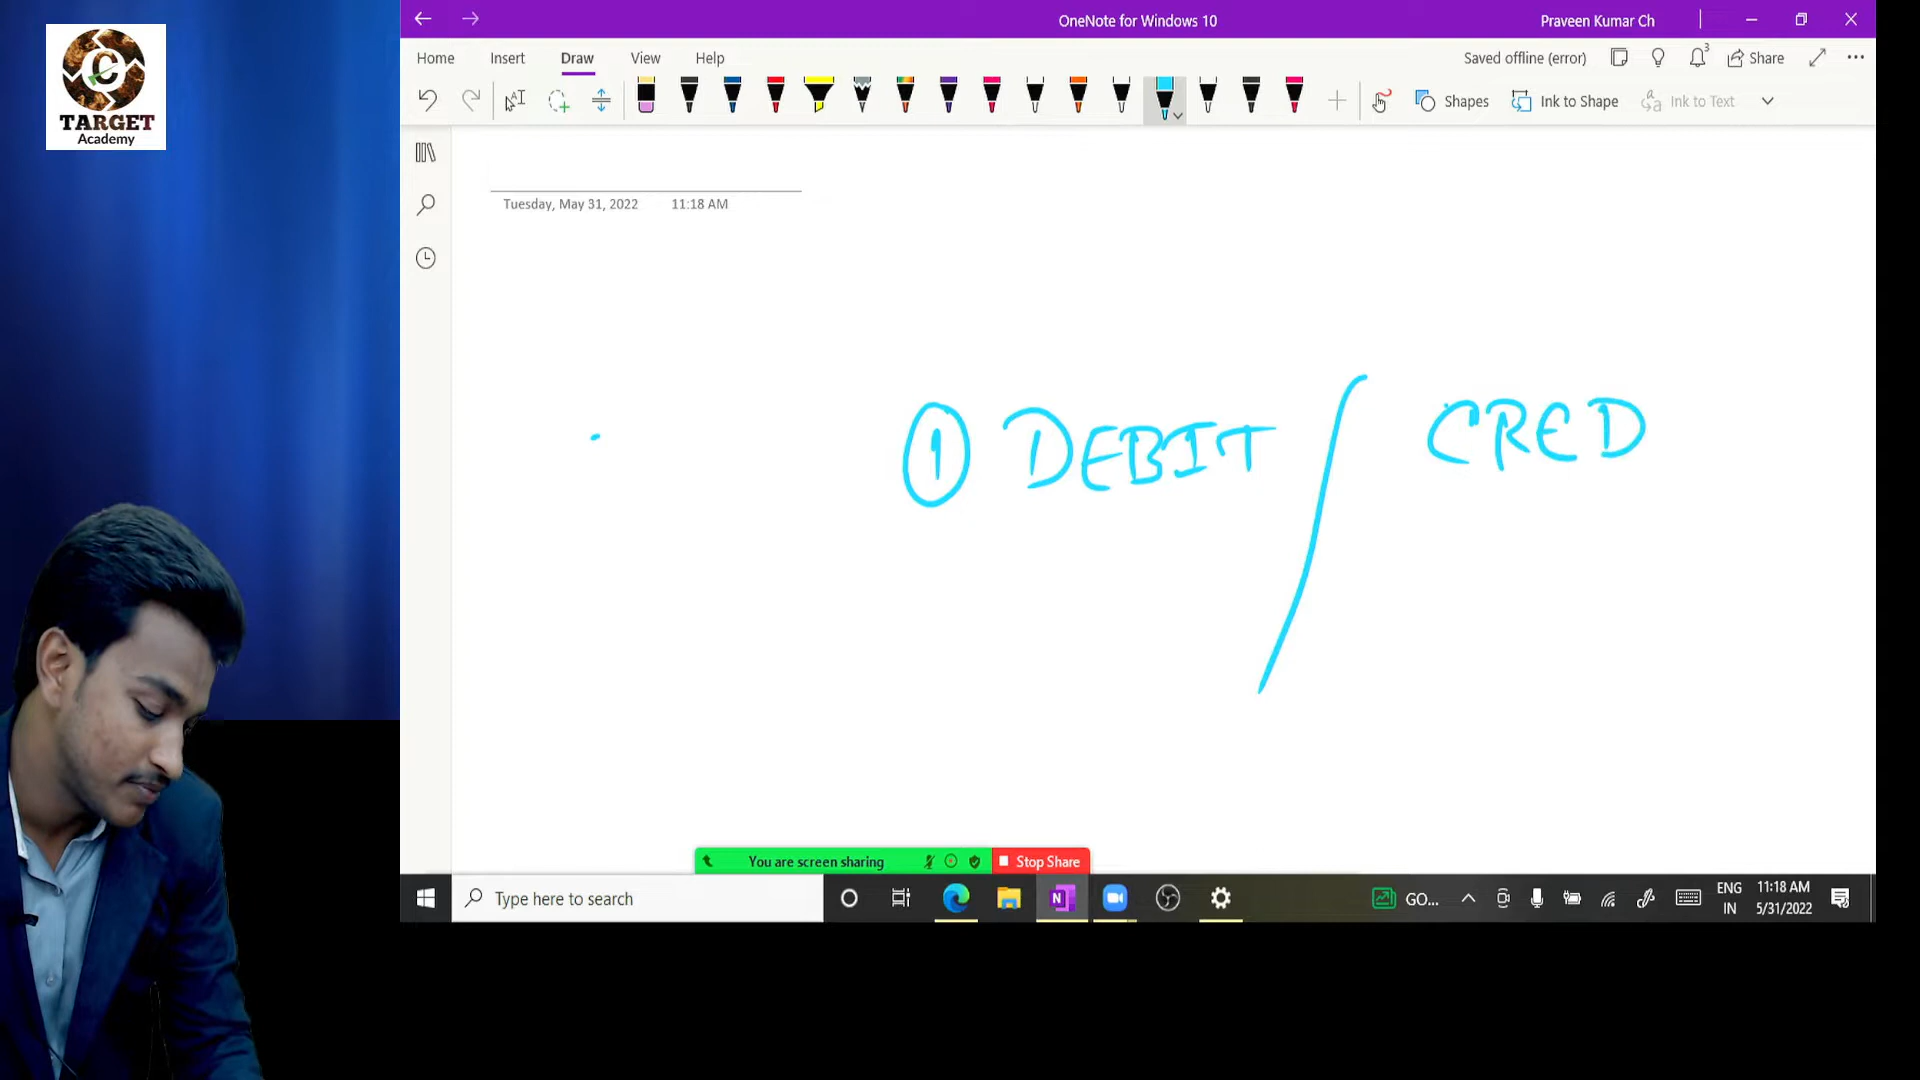 TARGET
Academy
OneNote for Windows 10
Praveen Kumar Ch
Home Insert Draw View Help
Saved offline (error)
3
Share
Shapes
Ink to Shape
Ink to Text
Tuesday, May 31, 2022 11:18 AM
① DEBIT / CRED
You are screen sharing
Stop Share
Type here to search
GO...
ENG
IN
11:18 AM
5/31/2022